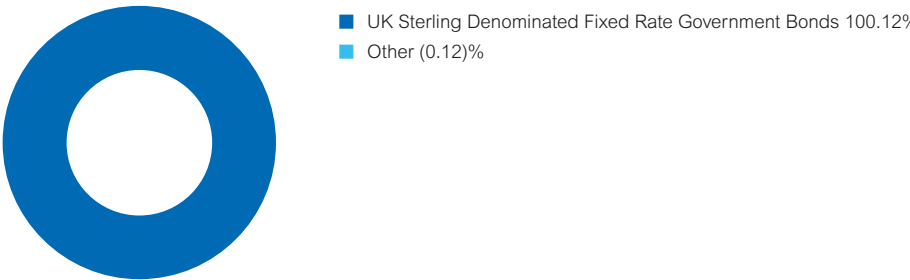 UK Sterling Denominated Fixed Rate Government Bonds 100.12%
Other (0.12)%